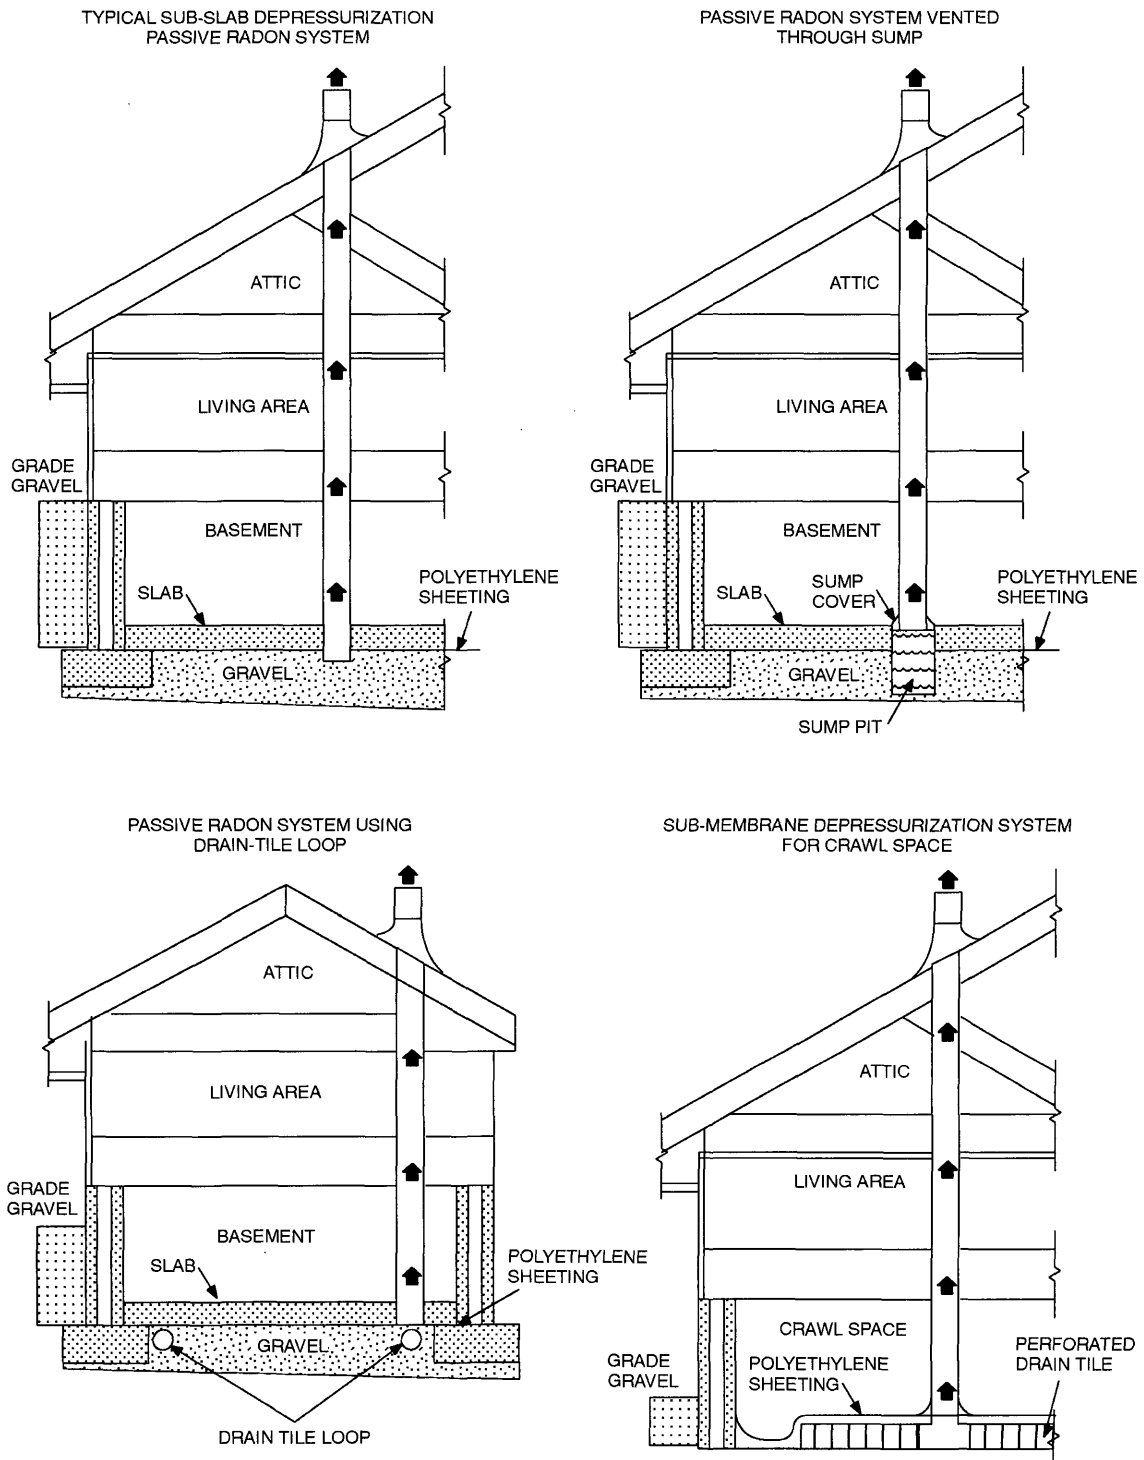 TYPICAL SUB-SLAB DEPRESSURIZATION
PASSIVE RADON SYSTEM
ATTIC
LIVING AREA
GRADE
GRAVEL
BASEMENT
SLAB
POLYETHYLENE
SHEETING
GRAVEL
PASSIVE RADON SYSTEM VENTED
THROUGH SUMP
ATTIC
LIVING AREA
GRADE
GRAVEL
BASEMENT
SLAB
SUMP
COVER
POLYETHYLENE
SHEETING
GRAVEL
SUMP PIT
PASSIVE RADON SYSTEM USING
DRAIN-TILE LOOP
ATTIC
LIVING AREA
GRADE
GRAVEL
BASEMENT
SLAB
POLYETHYLENE
SHEETING
GRAVEL
DRAIN TILE LOOP
SUB-MEMBRANE DEPRESSURIZATION SYSTEM
FOR CRAWL SPACE
ATTIC
LIVING AREA
CRAWL SPACE
GRADE
GRAVEL
POLYETHYLENE
SHEETING
PERFORATED
DRAIN TILE